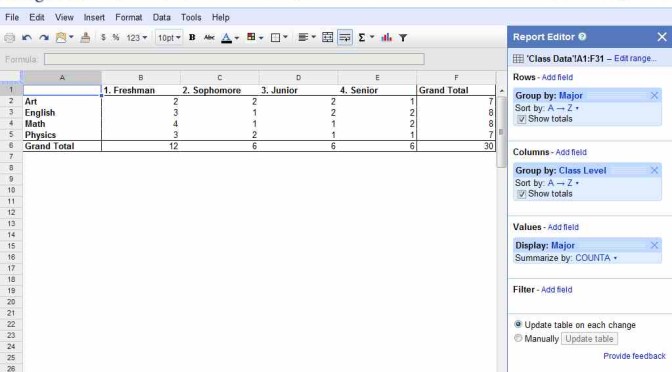 File Edit View Insert Format Data Tools Help
Report Editor
$ % 123 10pt B Abc A Σ
'Class Data'!A1:F31 – Edit range...
Formula:
A B C D E F
1 1. Freshman 2. Sophomore 3. Junior 4. Senior Grand Total
2 Art 2 2 2 1 7
3 English 3 1 2 2 8
4 Math 4 1 1 2 8
5 Physics 3 2 1 1 7
6 Grand Total 12 6 6 6 30
7
8
9
10
11
12
13
14
15
16
17
18
19
20
21
22
23
24
25
26
Rows - Add field
Group by: Major
Sort by: A → Z
Show totals
Columns - Add field
Group by: Class Level
Sort by: A → Z
Show totals
Values - Add field
Display: Major
Summarize by: COUNTA
Filter - Add field
Update table on each change
Manually Update table
Provide feedback